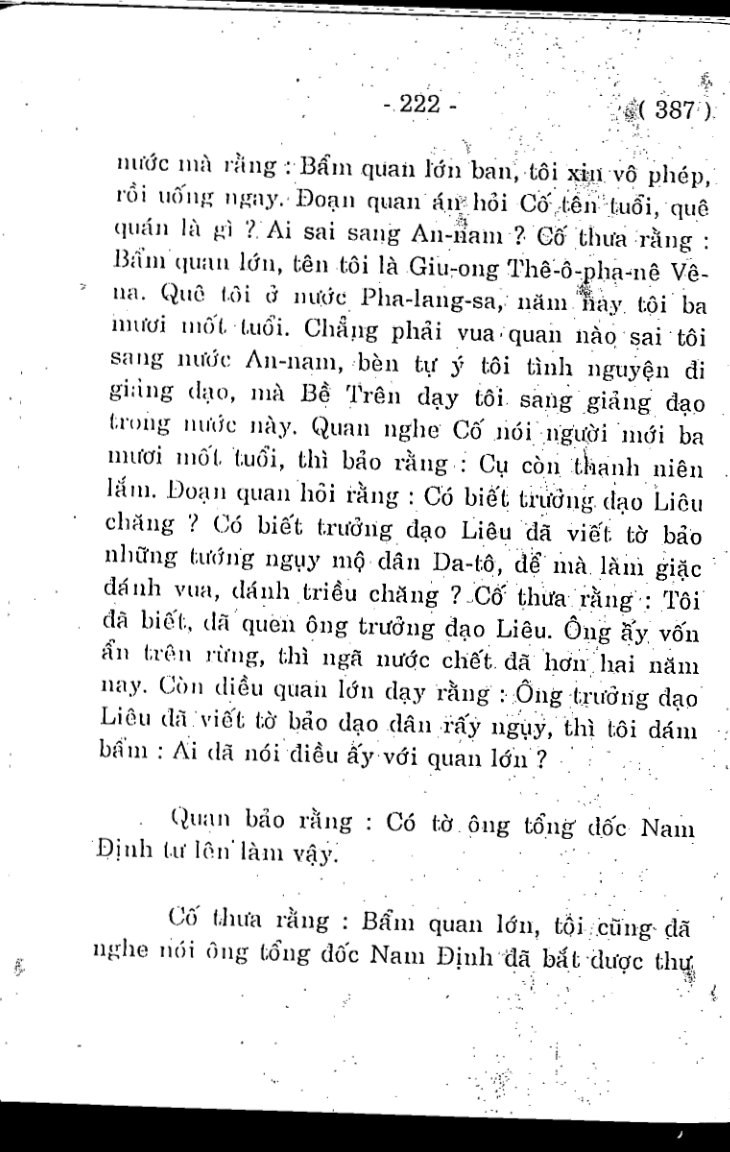 - 222 -
( 387 )
nước mà rằng : Bẩm quan lớn ban, tôi xin vô phép,
rồi uống ngay. Đoạn quan án hỏi Cố tên tuổi, quê
quán là gì ? Ai sai sang An-nam ? Cố thưa rằng :
Bẩm quan lớn, tên tôi là Giu-ong Thê-ô-pha-nê Vê-
na. Quê tôi ở nước Pha-lang-sa, năm nay tôi ba
mươi mốt tuổi. Chẳng phải vua quan nào sai tôi
sang nước An-nam, bèn tự ý tôi tình nguyện đi
giảng đạo, mà Bề Trên dạy tôi sang giảng đạo
trong nước này. Quan nghe Cố nói người mới ba
mươi mốt tuổi, thì bảo rằng : Cụ còn thanh niên
lắm. Đoạn quan hỏi rằng : Có biết trưởng đạo Liêu
chăng ? Có biết trưởng đạo Liêu đã viết tờ bảo
những tướng ngụy mộ dân Da-tô, để mà làm giặc
đánh vua, đánh triều chăng ? Cố thưa rằng : Tôi
đã biết, đã quen ông trưởng đạo Liêu. Ông ấy vốn
ẩn trên rừng, thì ngã nước chết đã hơn hai năm
nay. Còn điều quan lớn dạy rằng : Ông trưởng đạo
Liêu đã viết tờ bảo đạo dân rấy ngụy, thì tôi dám
bẩm : Ai đã nói điều ấy với quan lớn ?
Quan bảo rằng : Có tờ ông tổng đốc Nam
Định tư lên làm vậy.
Cố thưa rằng : Bẩm quan lớn, tôi cũng đã
nghe nói ông tổng đốc Nam Định đã bắt được thư